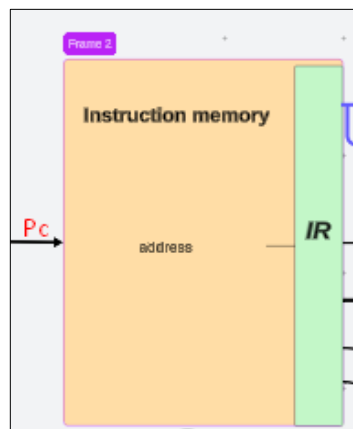 Frame 2
Instruction memory
Pc
address
IR